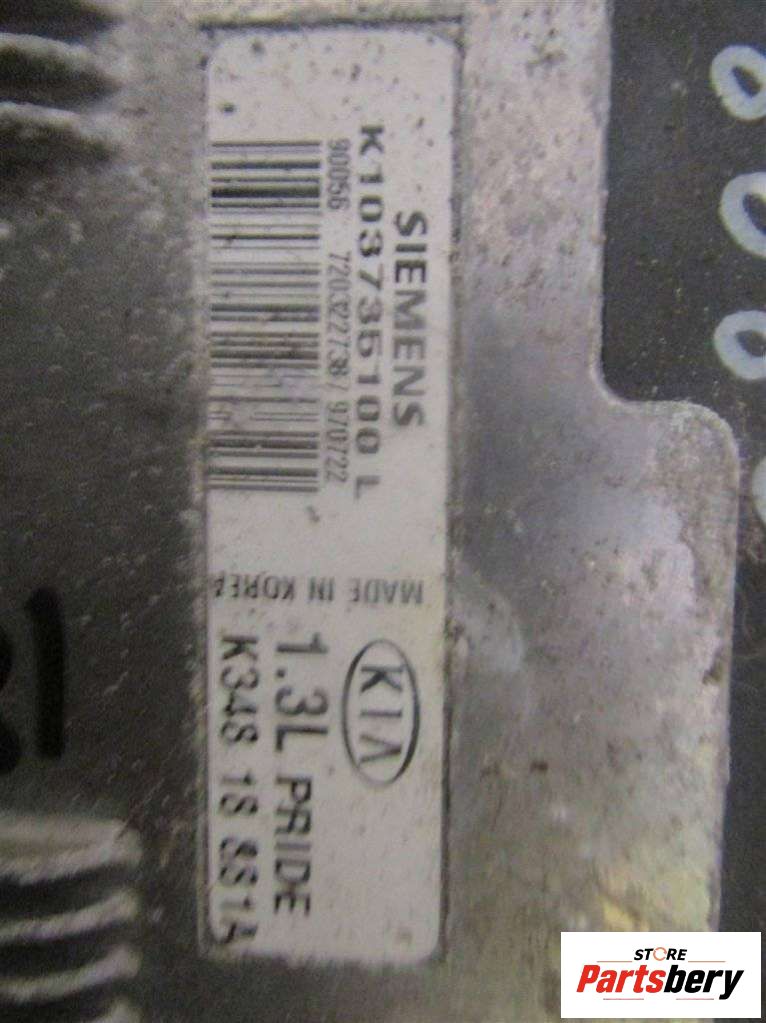 SIEMENS
K103735100 L
90056 720322738/ 970722
MADE IN KOREA
KIA
1.3L PRIDE
K34S 18 881A
STORE
Partsbery